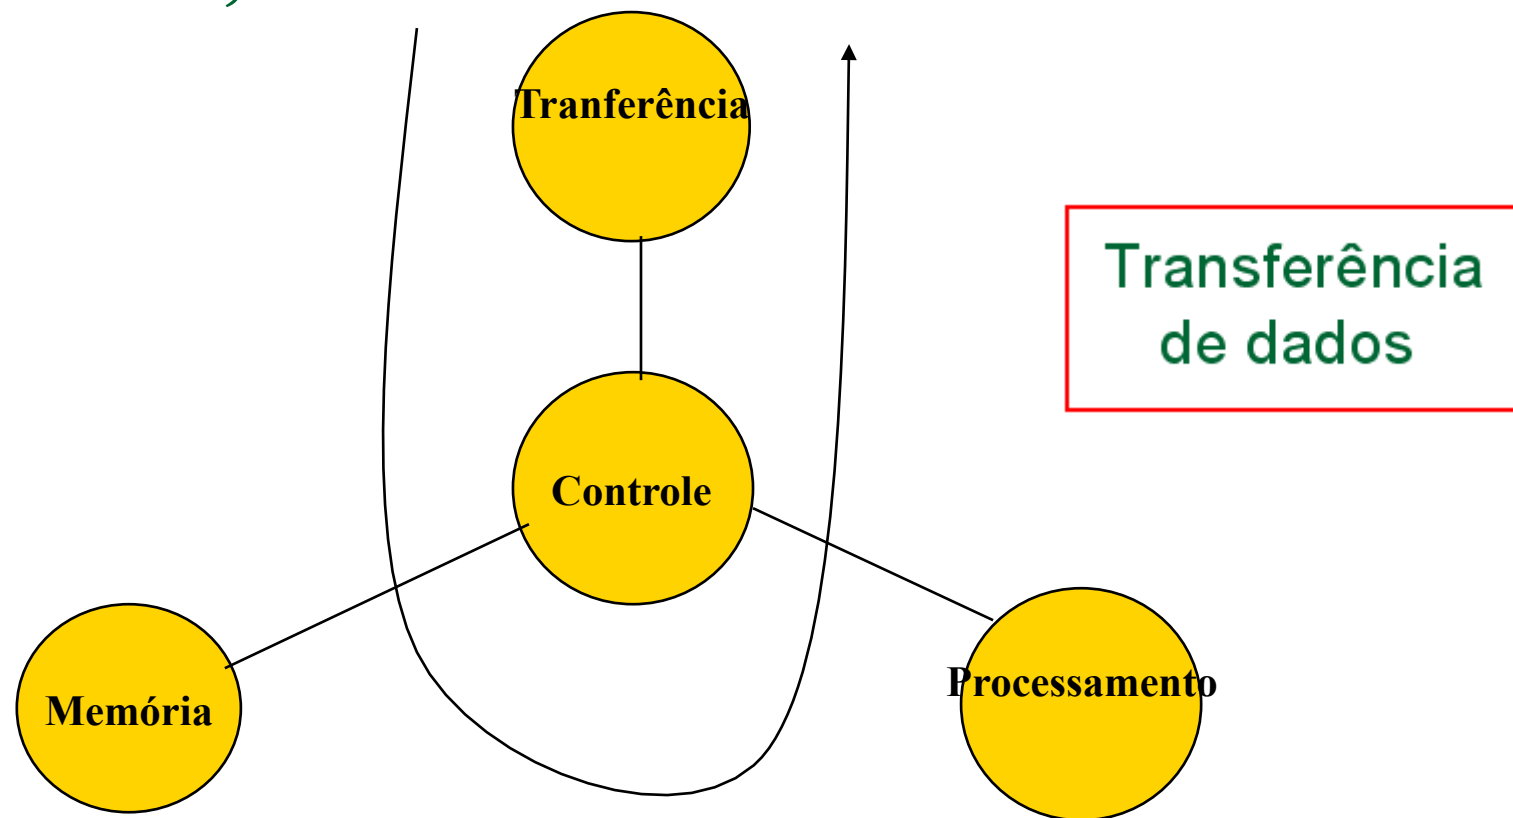 Tranferência
Transferência
de dados
Controle
Processamento
Memória